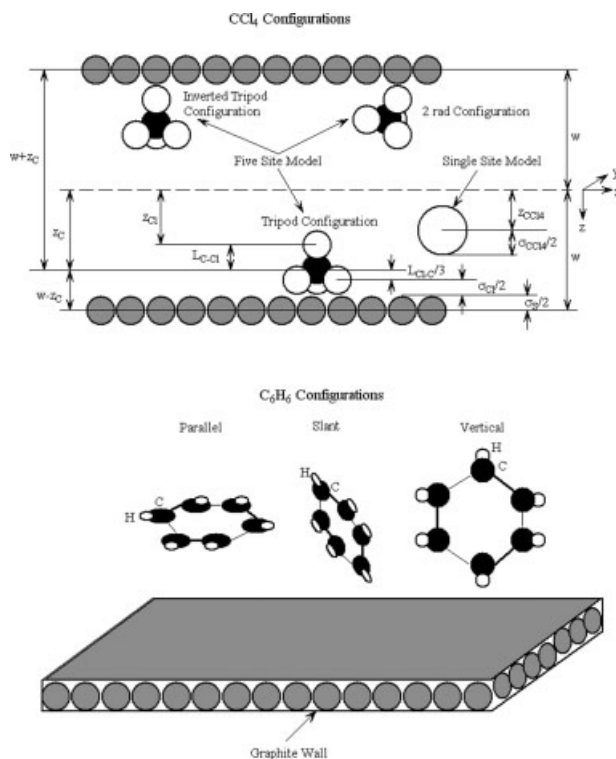 CCl4 Configurations
Inverted Tripod
Configuration
2 rad Configuration
w+zC
w
Five Site Model
Single Site Model
y
zCl
zC
Tripod Configuration
zCCl4
z
LC-Cl
σCCl4/2
w
LCl-C/3
w-zC
σCl/2
σS/2
C6H6 Configurations
Parallel
Slant
Vertical
H
C
H
C
H
C
Graphite Wall